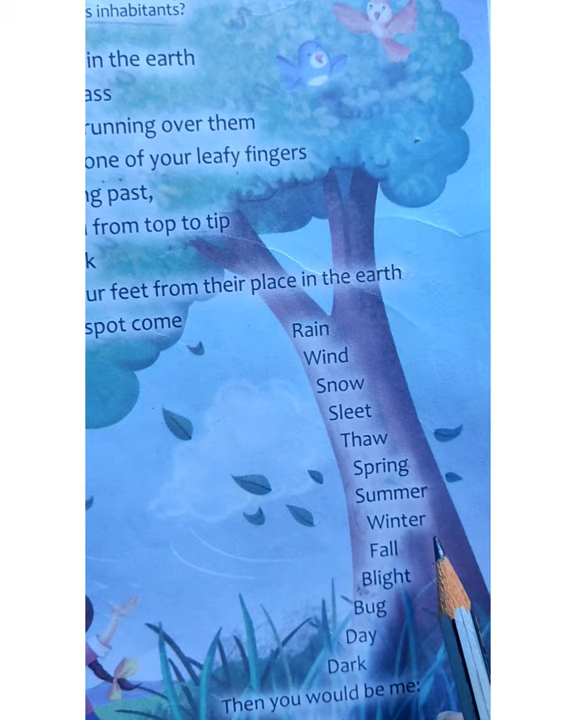 s inhabitants?
in the earth
ass
running over them
one of your leafy fingers
g past,
from top to tip
k
ur feet from their place in the earth
spot come
Rain
Wind
Snow
Sleet
Thaw
Spring
Summer
Winter
Fall
Blight
Bug
Day
Dark
Then you would be me: